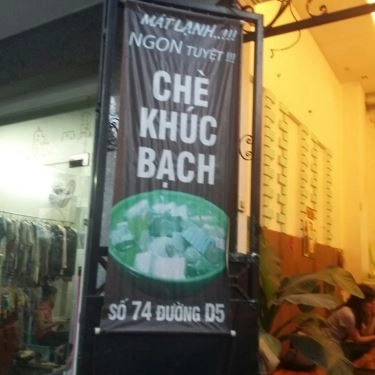 MÁT LẠNH...!!!
NGON TUYỆT !!!
CHÈ
KHÚC
BẠCH
SỐ 74 ĐƯỜNG D5